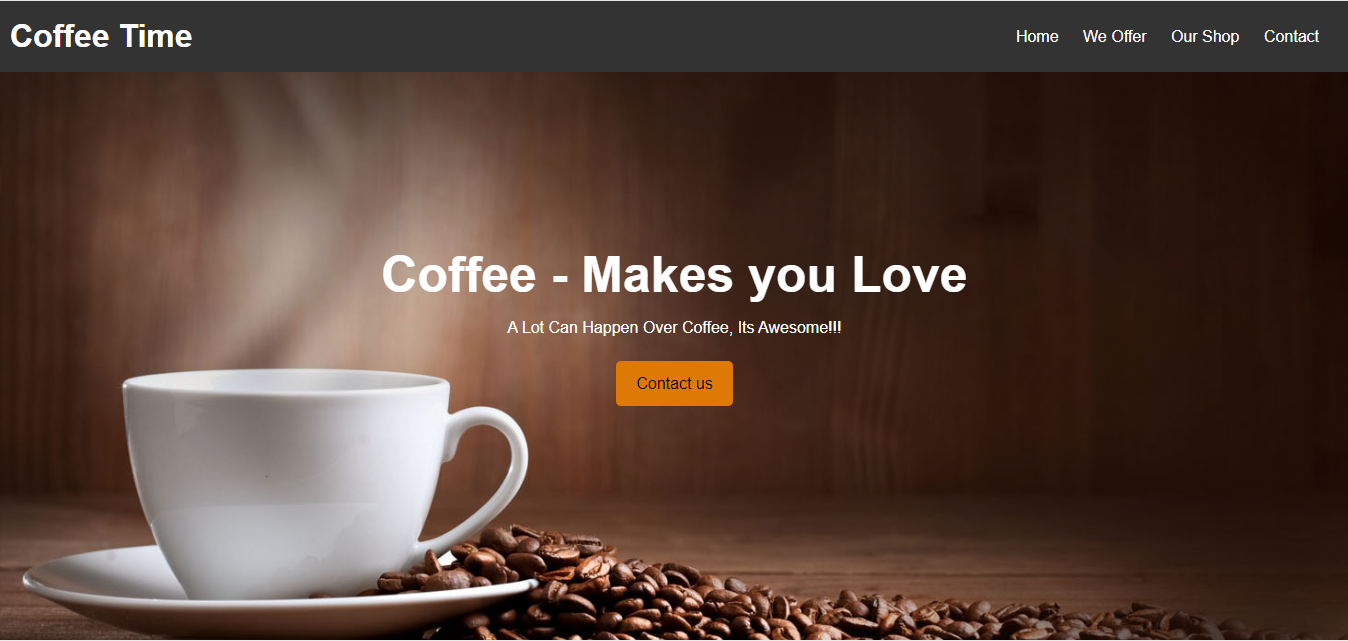 Coffee Time
Home We Offer Our Shop Contact
Coffee - Makes you Love
A Lot Can Happen Over Coffee, Its Awesome!!!
Contact us